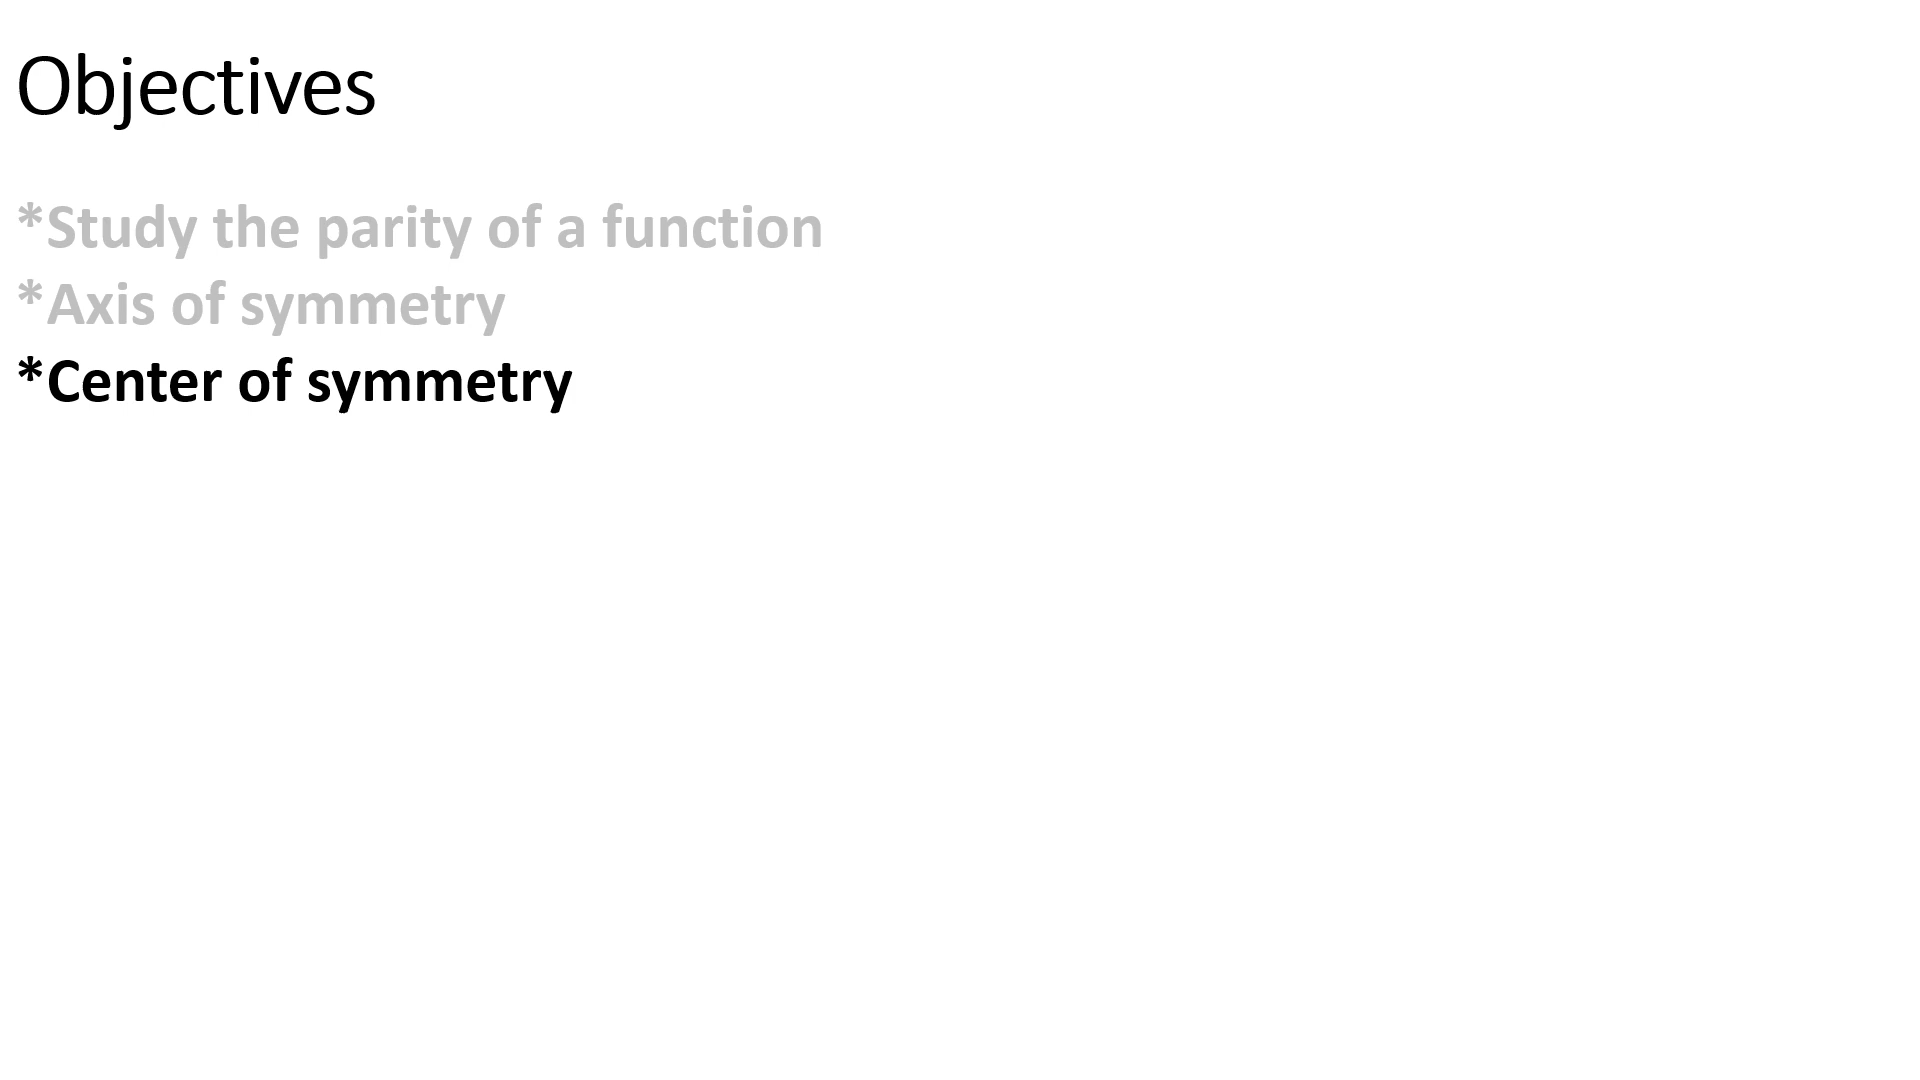 Objectives
*Study the parity of a function
*Axis of symmetry
*Center of symmetry